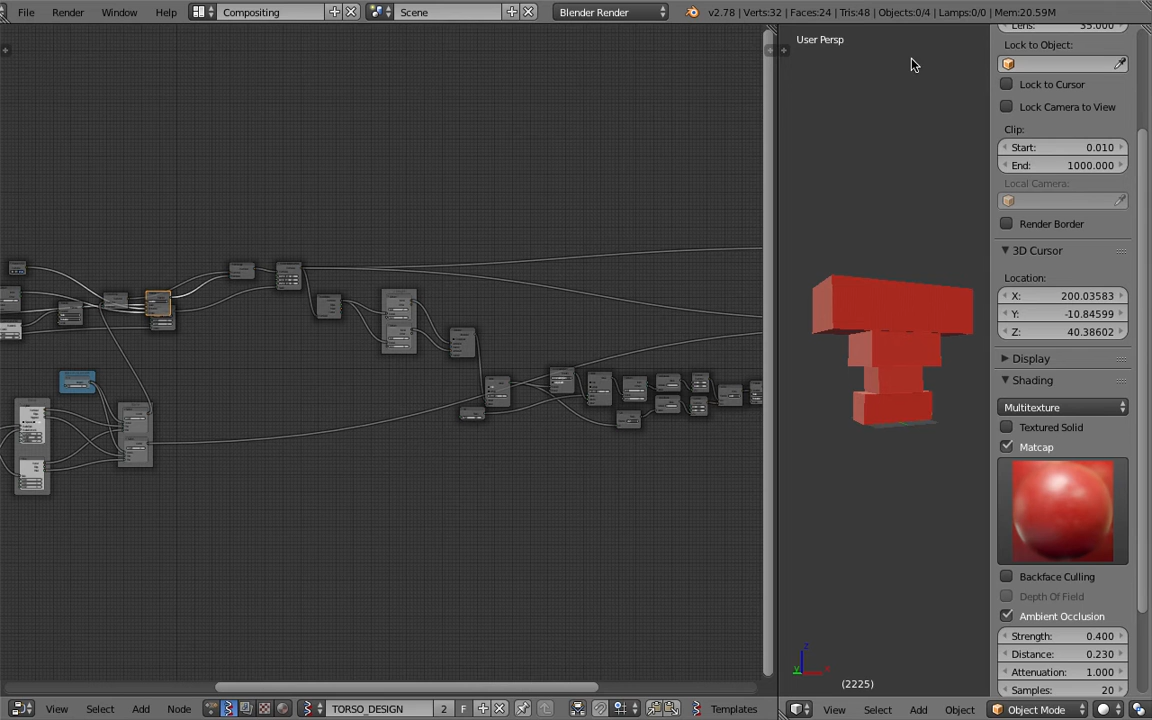 File Render Window Help Compositing Scene Blender Render v2.78 | Verts:32 | Faces:24 | Tris:48 | Objects:0/4 | Lamps:0/0 | Mem:20.59M
User Persp
Lens: 35.000
Lock to Object:
Lock to Cursor
Lock Camera to View
Clip:
Start: 0.010
End: 1000.000
Local Camera:
Render Border
3D Cursor
Location:
X: 200.03583
Y: -10.84599
Z: 40.38602
Display
Shading
Multitexture
Textured Solid
Matcap
Backface Culling
Depth Of Field
Ambient Occlusion
Strength: 0.400
Distance: 0.230
Attenuation: 1.000
Samples: 20
z
y x
(2225)
View Select Add Node TORSO_DESIGN 2 F Templates View Select Add Object Object Mode